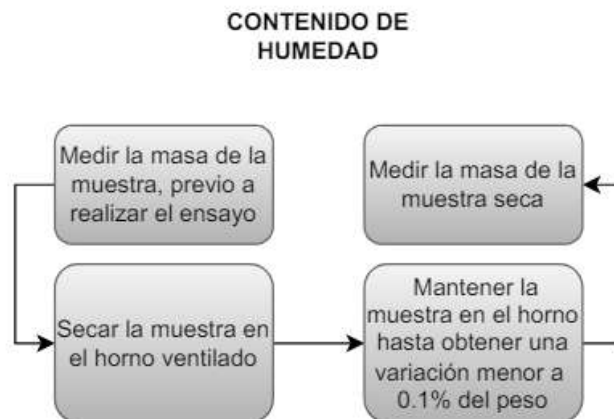 CONTENIDO DE
HUMEDAD
Medir la masa de la
muestra, previo a
realizar el ensayo
Secar la muestra en
el horno ventilado
Mantener la
muestra en el horno
hasta obtener una
variación menor a
0.1% del peso
Medir la masa de la
muestra seca